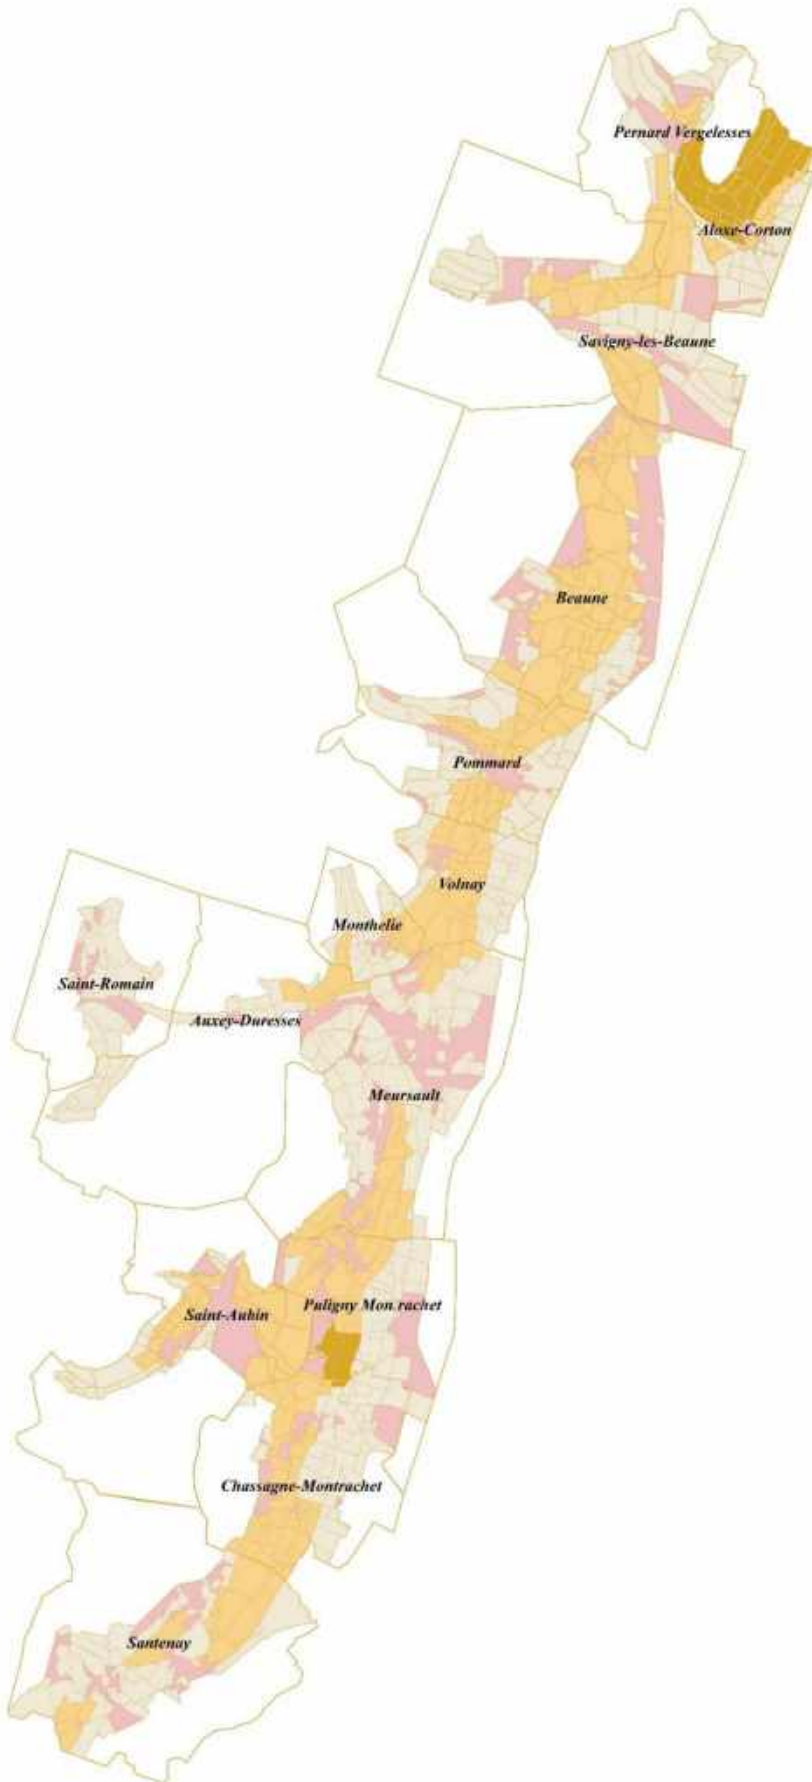 Pernard Vergelesses
Aloxe-Corton
Savigny-les-Beaune
Beaune
Pommard
Volnay
Monthelie
Saint-Romain
Auxey-Duresses
Meursault
Puligny Mon rachet
Saint-Aubin
Chassagne-Montrachet
Santenay